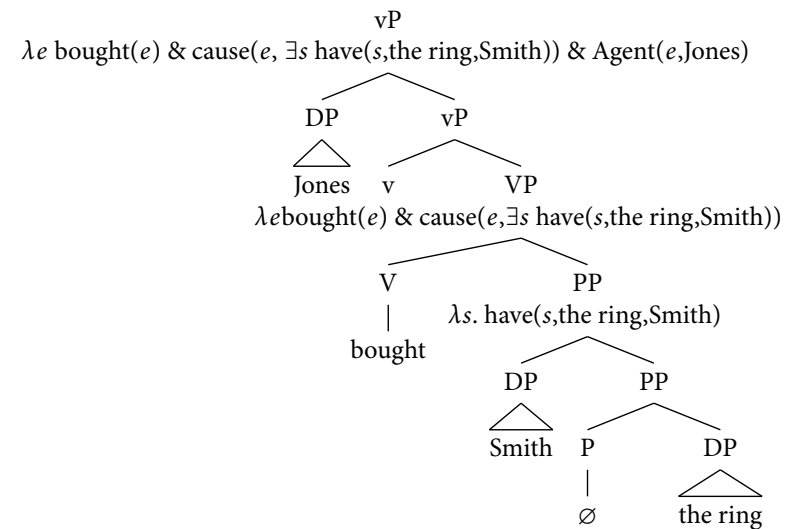 vP
λe bought(e) & cause(e, ∃s have(s,the ring,Smith)) & Agent(e,Jones)
DP vP
Jones v VP
λebought(e) & cause(e,∃s have(s,the ring,Smith))
V PP
λs. have(s,the ring,Smith)
bought
DP PP
Smith P DP
∅ the ring